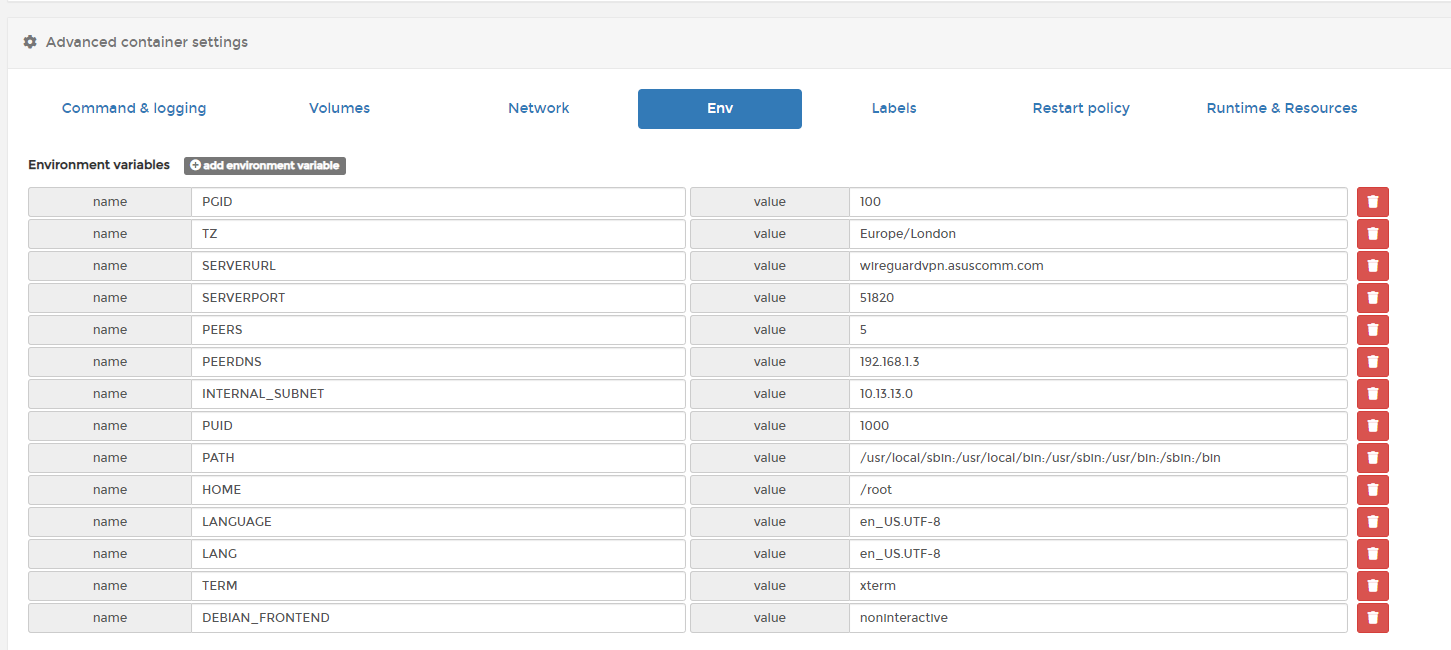 Advanced container settings
Command & logging Volumes Network Env Labels Restart policy Runtime & Resources
Environment variables add environment variable
name PGID value 100
name TZ value Europe/London
name SERVERURL value wireguardvpn.asuscomm.com
name SERVERPORT value 51820
name PEERS value 5
name PEERDNS value 192.168.1.3
name INTERNAL_SUBNET value 10.13.13.0
name PUID value 1000
name PATH value /usr/local/sbin:/usr/local/bin:/usr/sbin:/usr/bin:/sbin:/bin
name HOME value /root
name LANGUAGE value en_US.UTF-8
name LANG value en_US.UTF-8
name TERM value xterm
name DEBIAN_FRONTEND value noninteractive